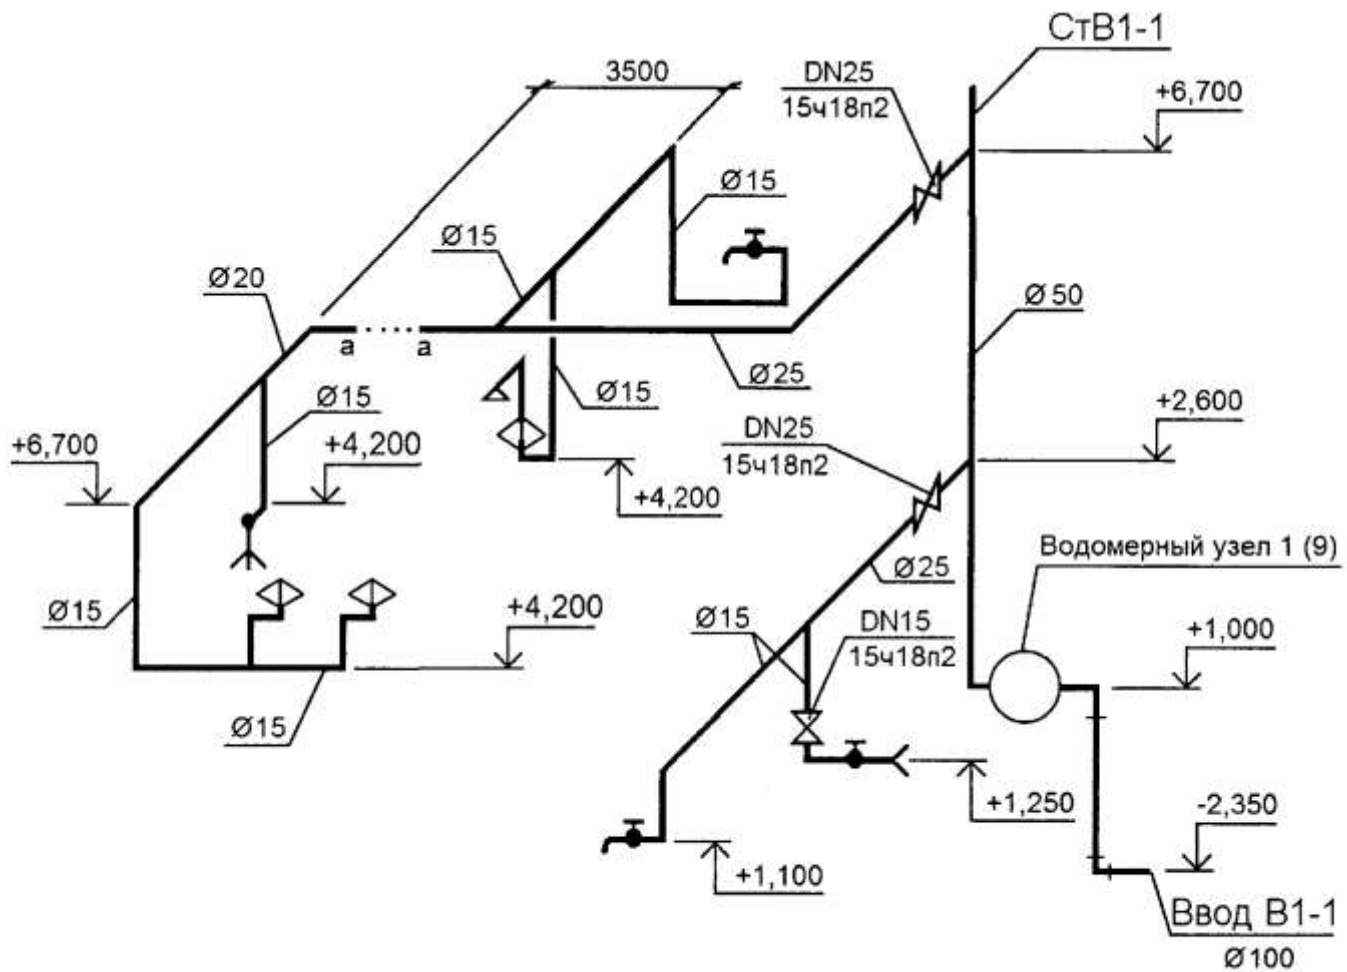 СтВ1-1
3500
DN25
15ч18п2
+6,700
Ø15
Ø15
Ø20
Ø50
а
а
Ø25
Ø15
Ø15
+2,600
DN25
15ч18п2
+6,700
+4,200
+4,200
Водомерный узел 1 (9)
Ø25
Ø15
+4,200
Ø15
DN15
15ч18п2
+1,000
Ø15
+1,250
-2,350
+1,100
Ввод В1-1
Ø100